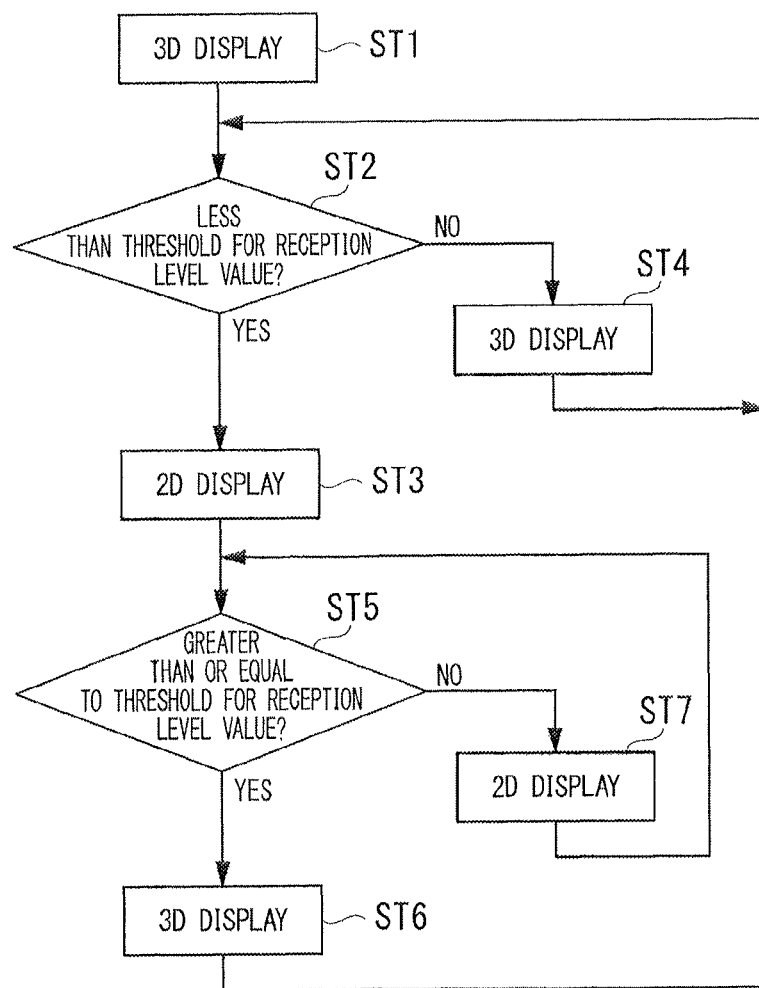 3D DISPLAY
ST1
ST2
LESS
THAN THRESHOLD FOR RECEPTION
LEVEL VALUE?
NO
YES
ST4
3D DISPLAY
2D DISPLAY
ST3
ST5
GREATER
THAN OR EQUAL
TO THRESHOLD FOR RECEPTION
LEVEL VALUE?
NO
YES
ST7
2D DISPLAY
3D DISPLAY
ST6